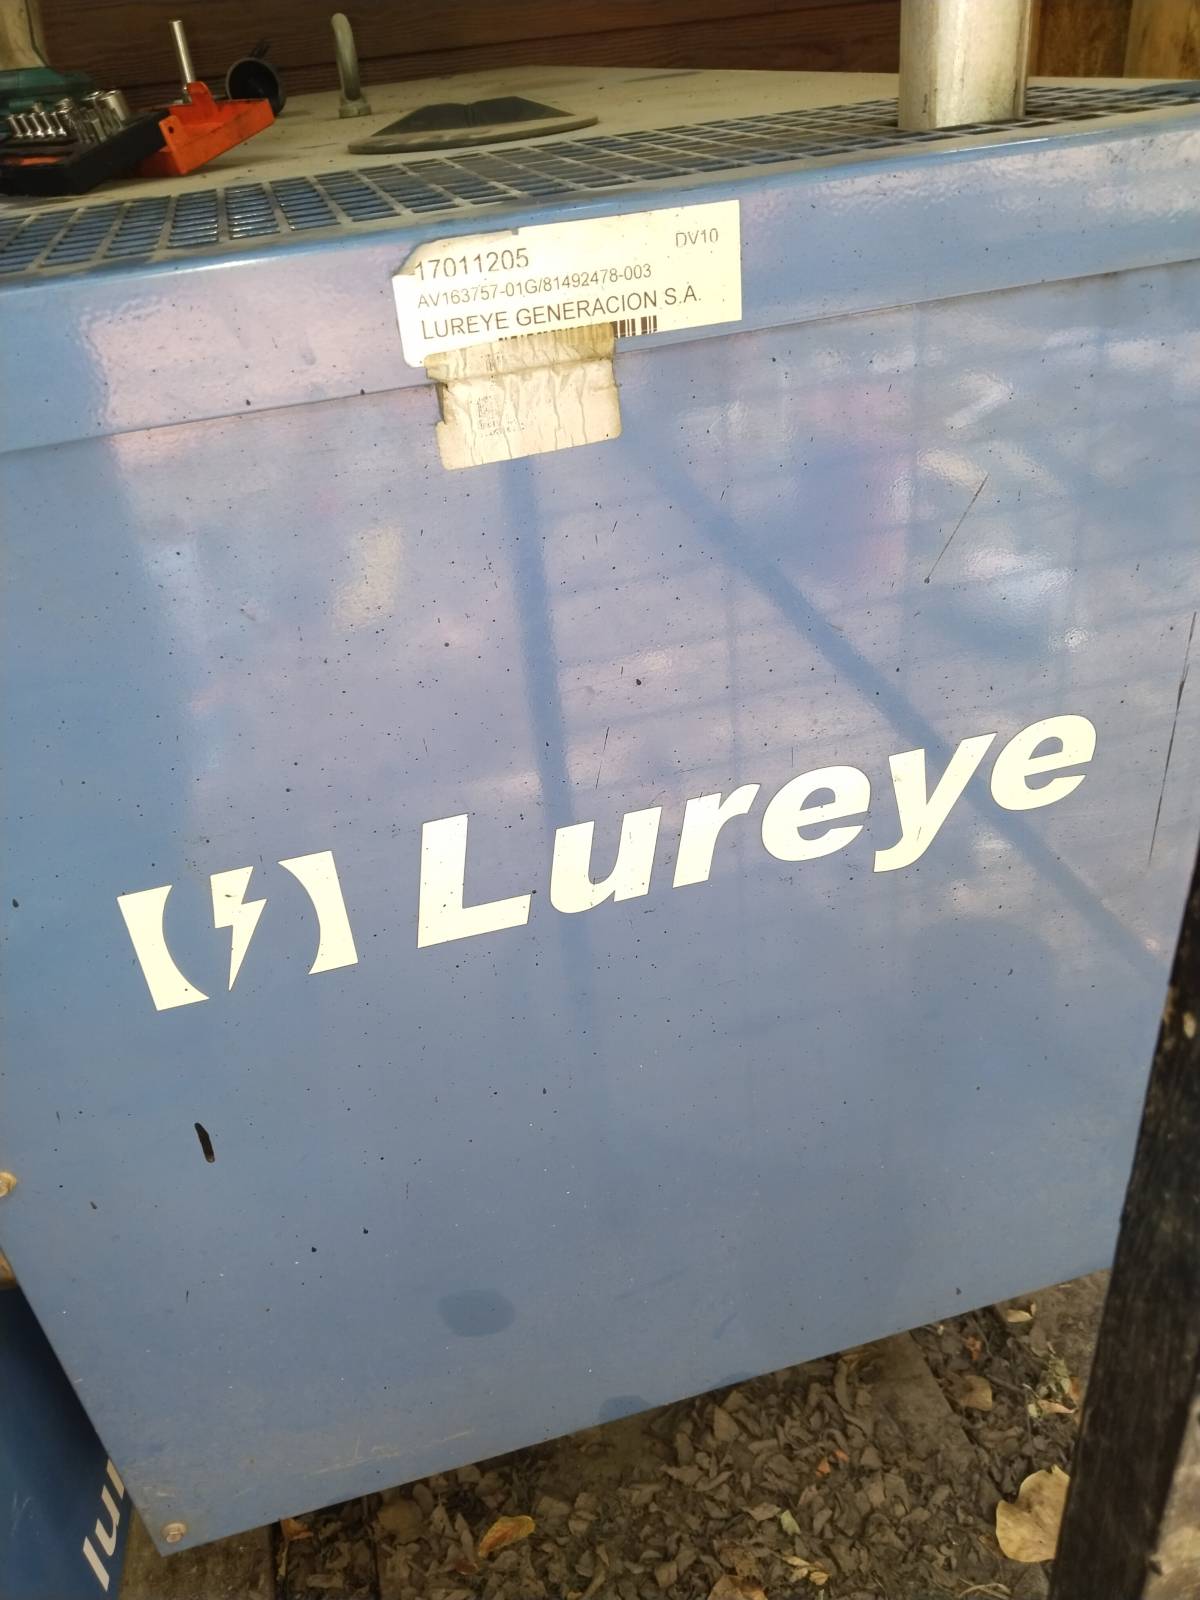 17011205 DV10
AV163757-01G/81492478-003
LUREYE GENERACION S.A.
Lureye